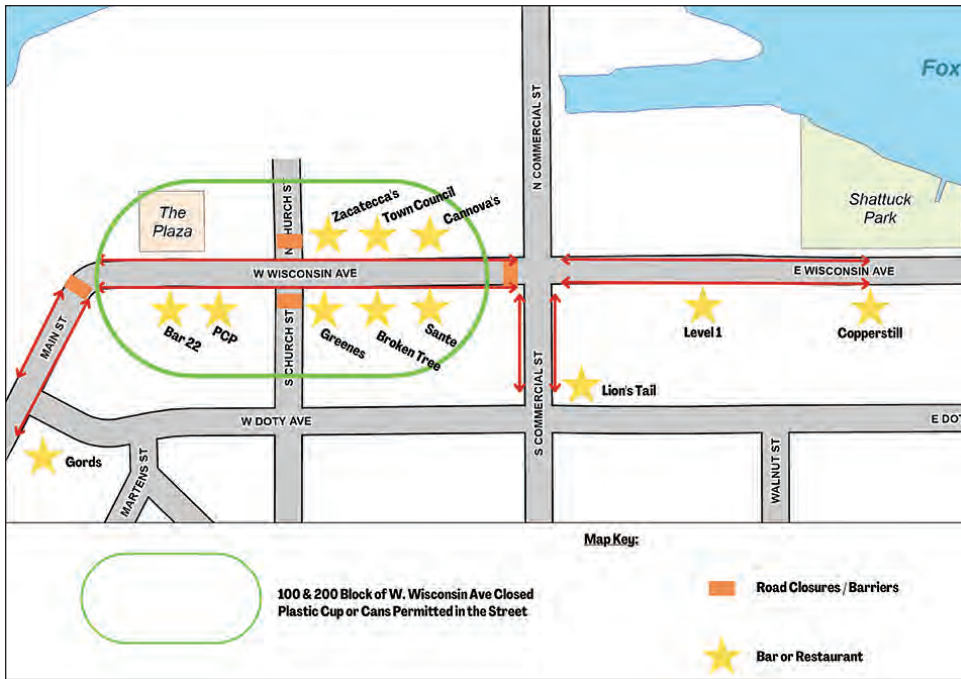 Fox
N COMMERCIAL ST
Shattuck
Park
The
Plaza
N CHURCH ST
Zacatecca's
Town Council
Cannova's
W WISCONSIN AVE
E WISCONSIN AVE
MAIN ST
Bar 22
PCP
S CHURCH ST
Greenes
Broken Tree
Sante
Level 1
Copperstill
S COMMERCIAL ST
Lion's Tail
W DOTY AVE
E DOT
Gords
MARTENS ST
WALNUT ST
Map Key:
100 & 200 Block of W. Wisconsin Ave Closed
Plastic Cup or Cans Permitted in the Street
Road Closures / Barriers
Bar or Restaurant